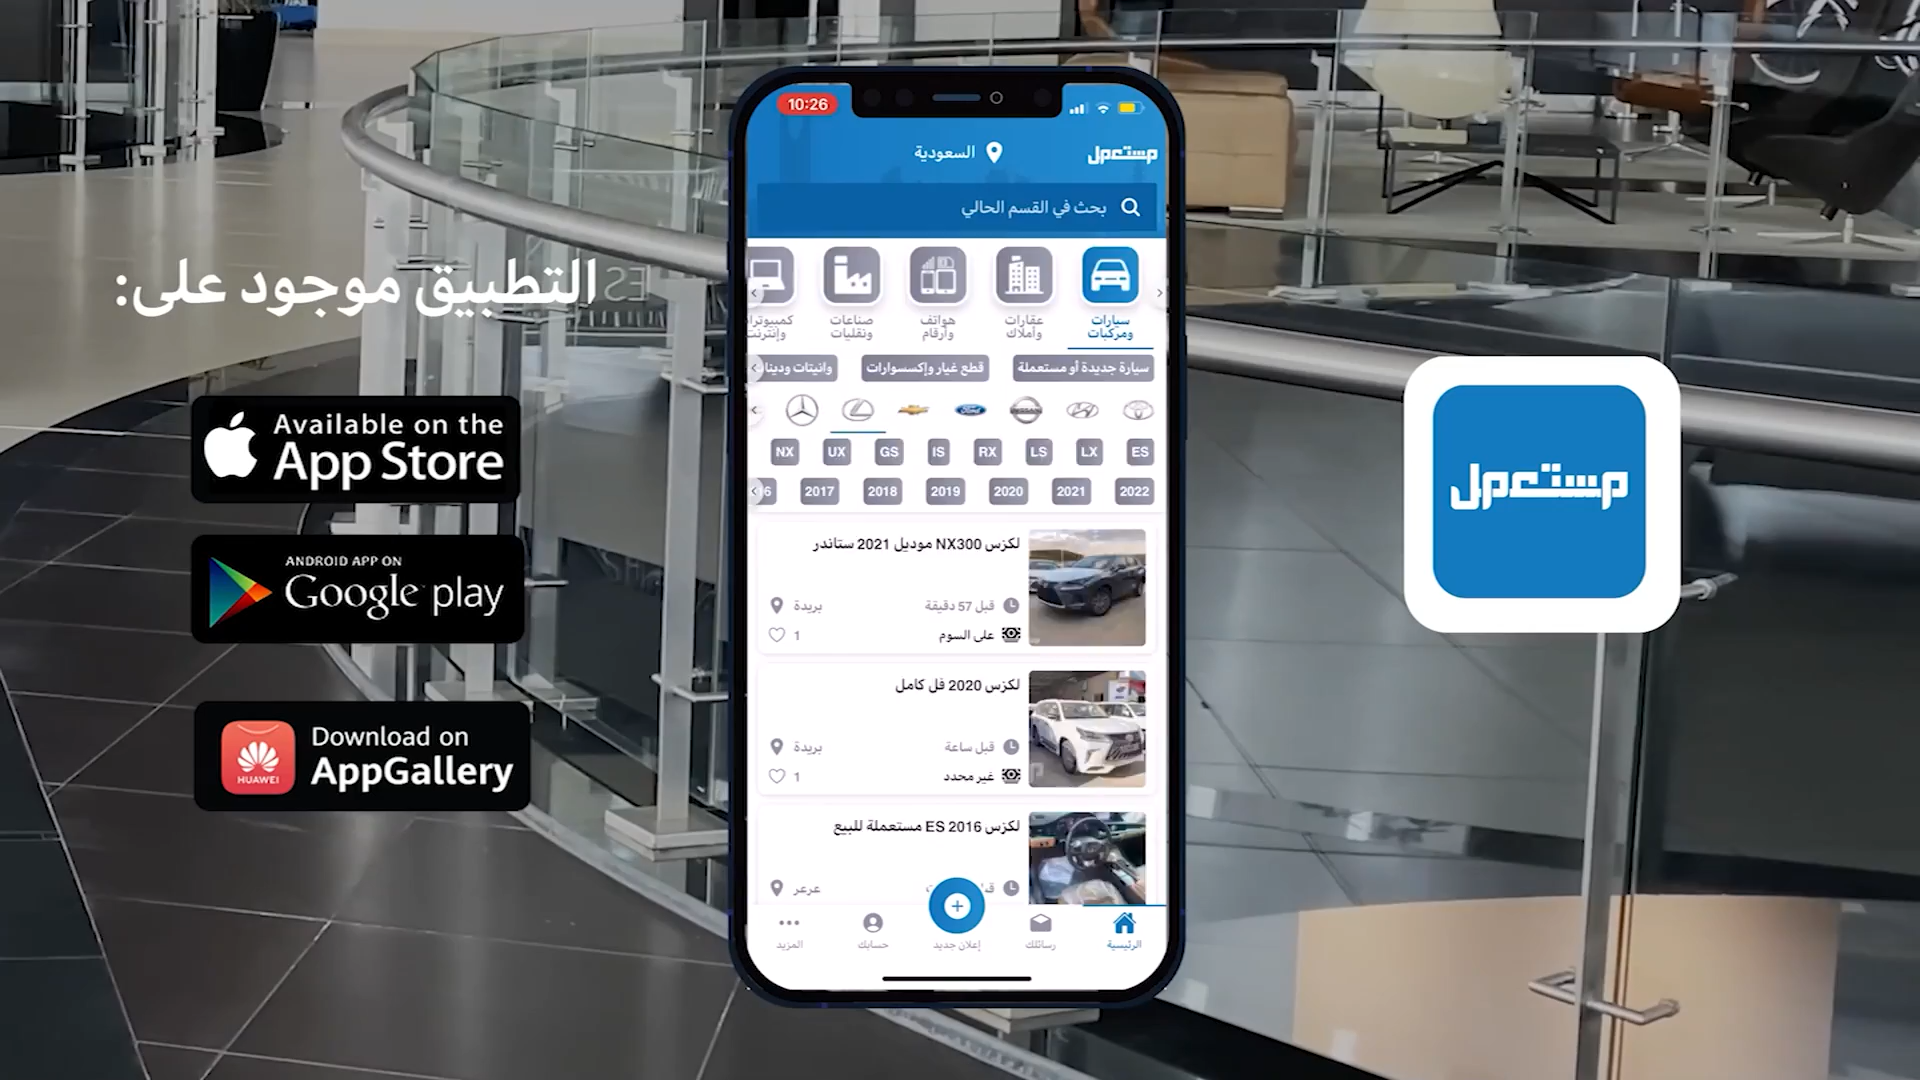 التطبيق موجود على:
Available on the
App Store
ANDROID APP ON
Google play
HUAWEI
Download on
AppGallery
10:26
مستعمل
السعودية
بحث في القسم الحالي
سيارات ومركبات
عقارات وأملاك
هواتف وأرقام
صناعات ونقليات
وإنترنت
سيارة جديدة أو مستعملة
قطع غيار وإكسسوارات
وانيتات
NISSAN
Ford
ES LX LS RX IS GS UX NX
2022 2021 2020 2019 2018 2017
لكزس NX300 موديل 2021 ستاندر
قبل 57 دقيقة
بريدة
على السوم
1
لكزس 2020 فل كامل
قبل ساعة
بريدة
غير محدد
1
لكزس ES 2016 مستعملة للبيع
عرعر
الرئيسية
رسائلك
إعلان جديد
حسابك
المزيد
مستعمل